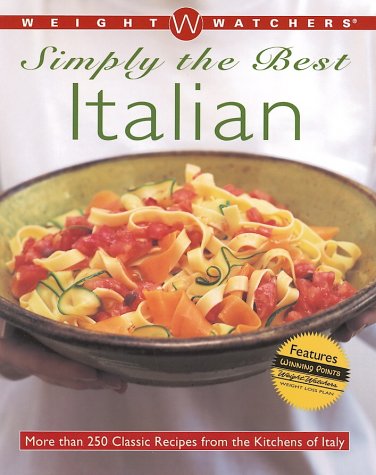 WEIGHT WATCHERS®
Simply the Best
Italian
Features
WINNING POINTS
Weight Watchers
WEIGHT LOSS PLAN
More than 250 Classic Recipes from the Kitchens of Italy